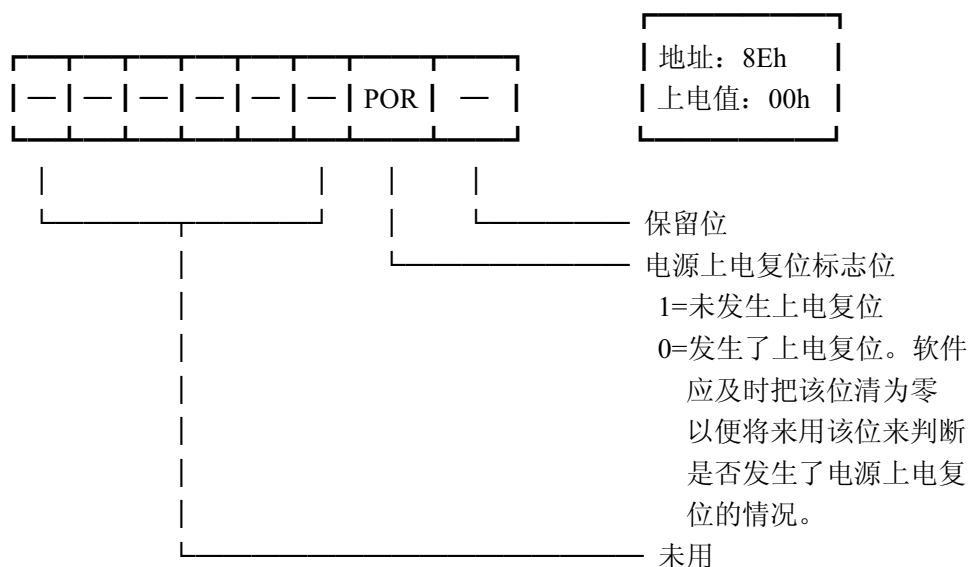 地址：8Eh
上电值：00h
— — — — — — POR —
保留位
电源上电复位标志位
1=未发生上电复位
0=发生了上电复位。软件
应及时把该位清为零
以便将来用该位来判断
是否发生了电源上电复
位的情况。
未用